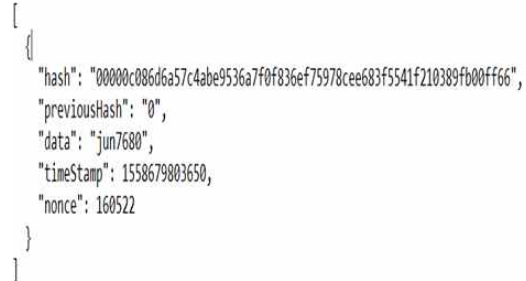 [
{
"hash": "00000c086d6a57c4abe9536a7f0f836ef75978cee683f5541f210389fb00ff66",
"previousHash": "0",
"data": "jun7680",
"timeStamp": 1558679803650,
"nonce": 160522
}
]